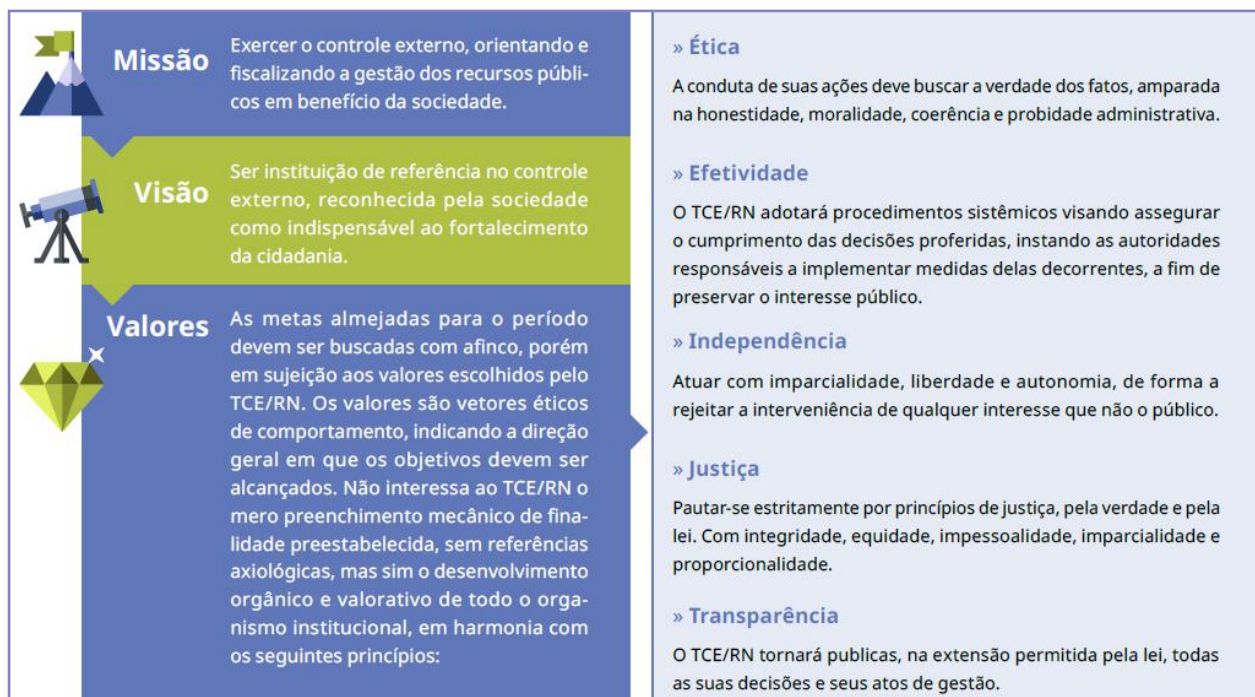 Missão
Exercer o controle externo, orientando e
fiscalizando a gestão dos recursos públi-
cos em benefício da sociedade.
Visão
Ser instituição de referência no controle
externo, reconhecida pela sociedade
como indispensável ao fortalecimento
da cidadania.
Valores
As metas almejadas para o período
devem ser buscadas com afinco, porém
em sujeição aos valores escolhidos pelo
TCE/RN. Os valores são vetores éticos
de comportamento, indicando a direção
geral em que os objetivos devem ser
alcançados. Não interessa ao TCE/RN o
mero preenchimento mecânico de fina-
lidade preestabelecida, sem referências
axiológicas, mas sim o desenvolvimento
orgânico e valorativo de todo o orga-
nismo institucional, em harmonia com
os seguintes princípios:
» Ética
A conduta de suas ações deve buscar a verdade dos fatos, amparada
na honestidade, moralidade, coerência e probidade administrativa.
» Efetividade
O TCE/RN adotará procedimentos sistêmicos visando assegurar
o cumprimento das decisões proferidas, instando as autoridades
responsáveis a implementar medidas delas decorrentes, a fim de
preservar o interesse público.
» Independência
Atuar com imparcialidade, liberdade e autonomia, de forma a
rejeitar a interveniência de qualquer interesse que não o público.
» Justiça
Pautar-se estritamente por princípios de justiça, pela verdade e pela
lei. Com integridade, equidade, impessoalidade, imparcialidade e
proporcionalidade.
» Transparência
O TCE/RN tornará publicas, na extensão permitida pela lei, todas
as suas decisões e seus atos de gestão.